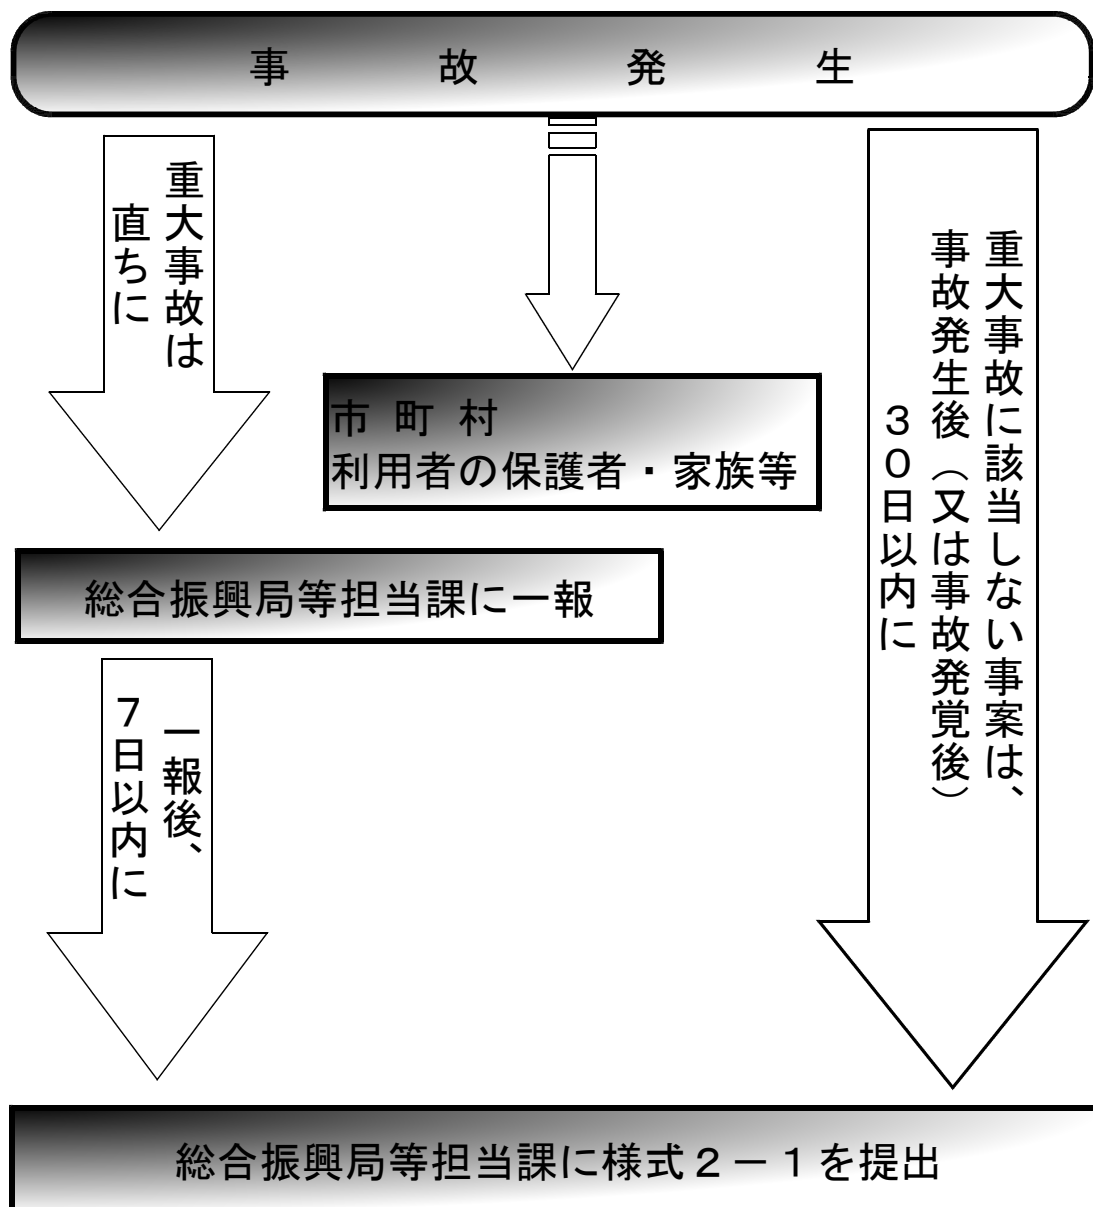 事故発生
重大事故は
直ちに
市町村
利用者の保護者・家族等
重大事故に該当しない事案は、
事故発生後（又は事故発覚後）
３０日以内に
総合振興局等担当課に一報
一報後、
７日以内に
総合振興局等担当課に様式２－１を提出